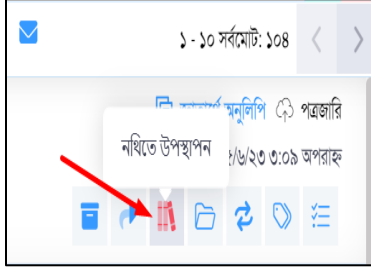 ১ - ১০ সর্বমোট: ১০৪
অনুলিপি পত্রজারি
নথিতে উপস্থাপন
/৬/২৩ ৩:০৯ অপরাহ্ন